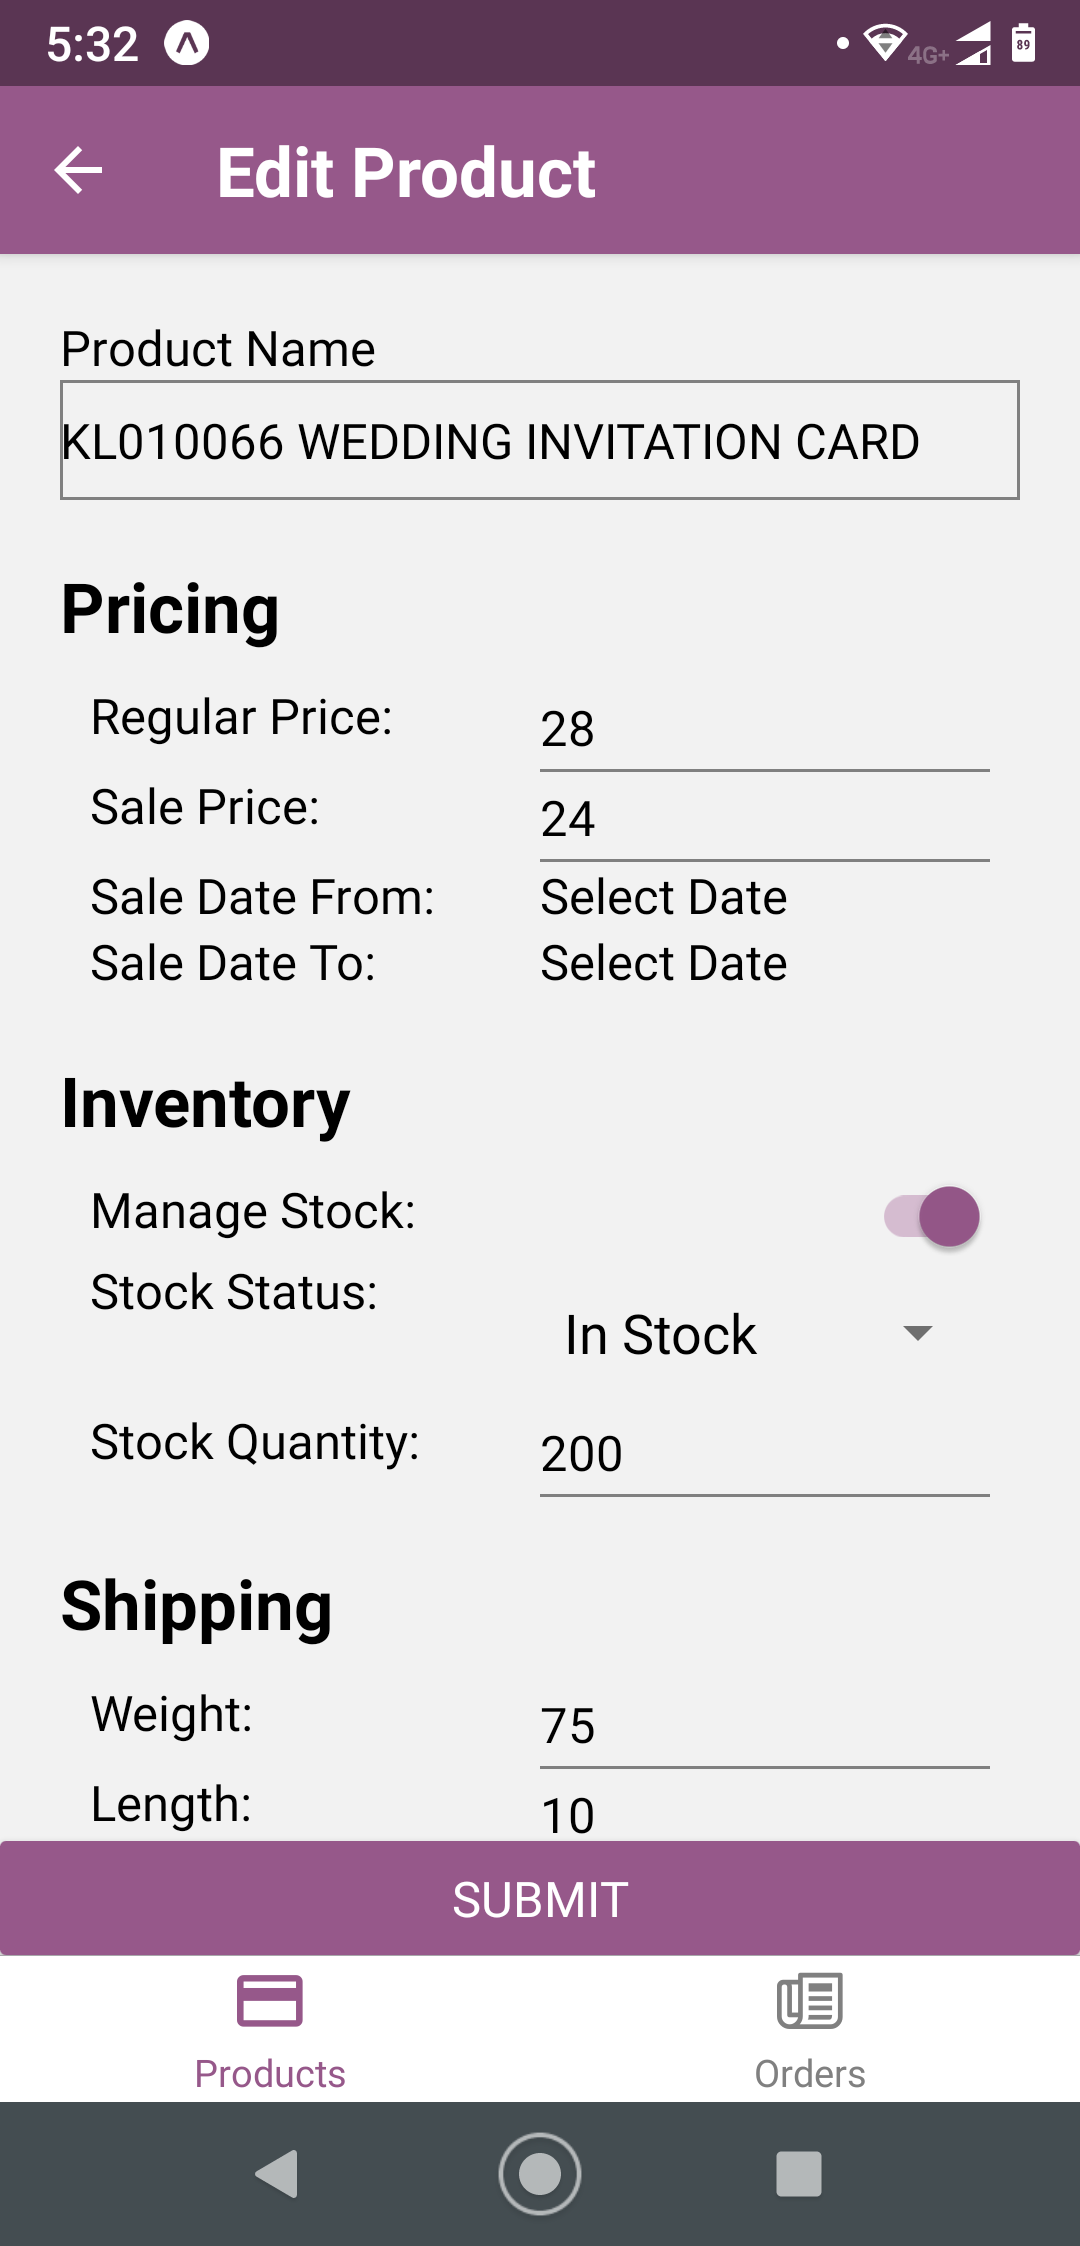 5:32
4G+
89
Edit Product
Product Name
KL010066 WEDDING INVITATION CARD
Pricing
Regular Price: 28
Sale Price: 24
Sale Date From: Select Date
Sale Date To: Select Date
Inventory
Manage Stock:
Stock Status: In Stock
Stock Quantity: 200
Shipping
Weight: 75
Length: 10
SUBMIT
Products Orders